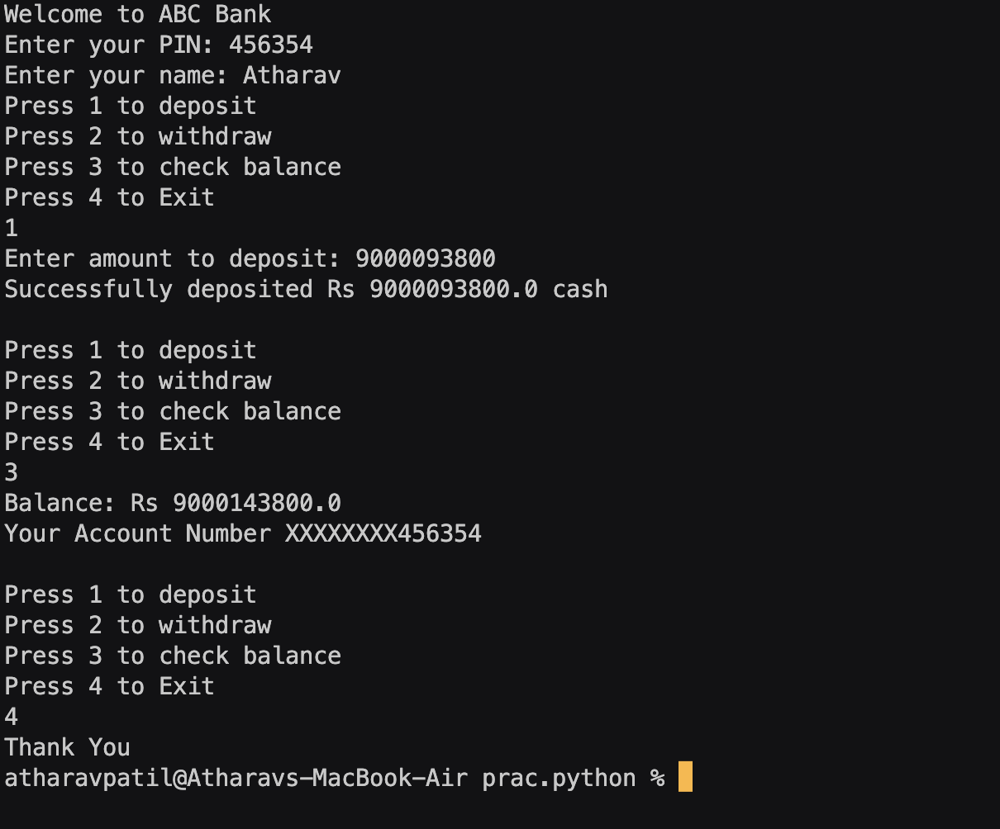 Welcome to ABC Bank
Enter your PIN: 456354
Enter your name: Atharav
Press 1 to deposit
Press 2 to withdraw
Press 3 to check balance
Press 4 to Exit
1
Enter amount to deposit: 9000093800
Successfully deposited Rs 9000093800.0 cash

Press 1 to deposit
Press 2 to withdraw
Press 3 to check balance
Press 4 to Exit
3
Balance: Rs 9000143800.0
Your Account Number XXXXXXXX456354

Press 1 to deposit
Press 2 to withdraw
Press 3 to check balance
Press 4 to Exit
4
Thank You
atharavpatil@Atharavs-MacBook-Air prac.python %